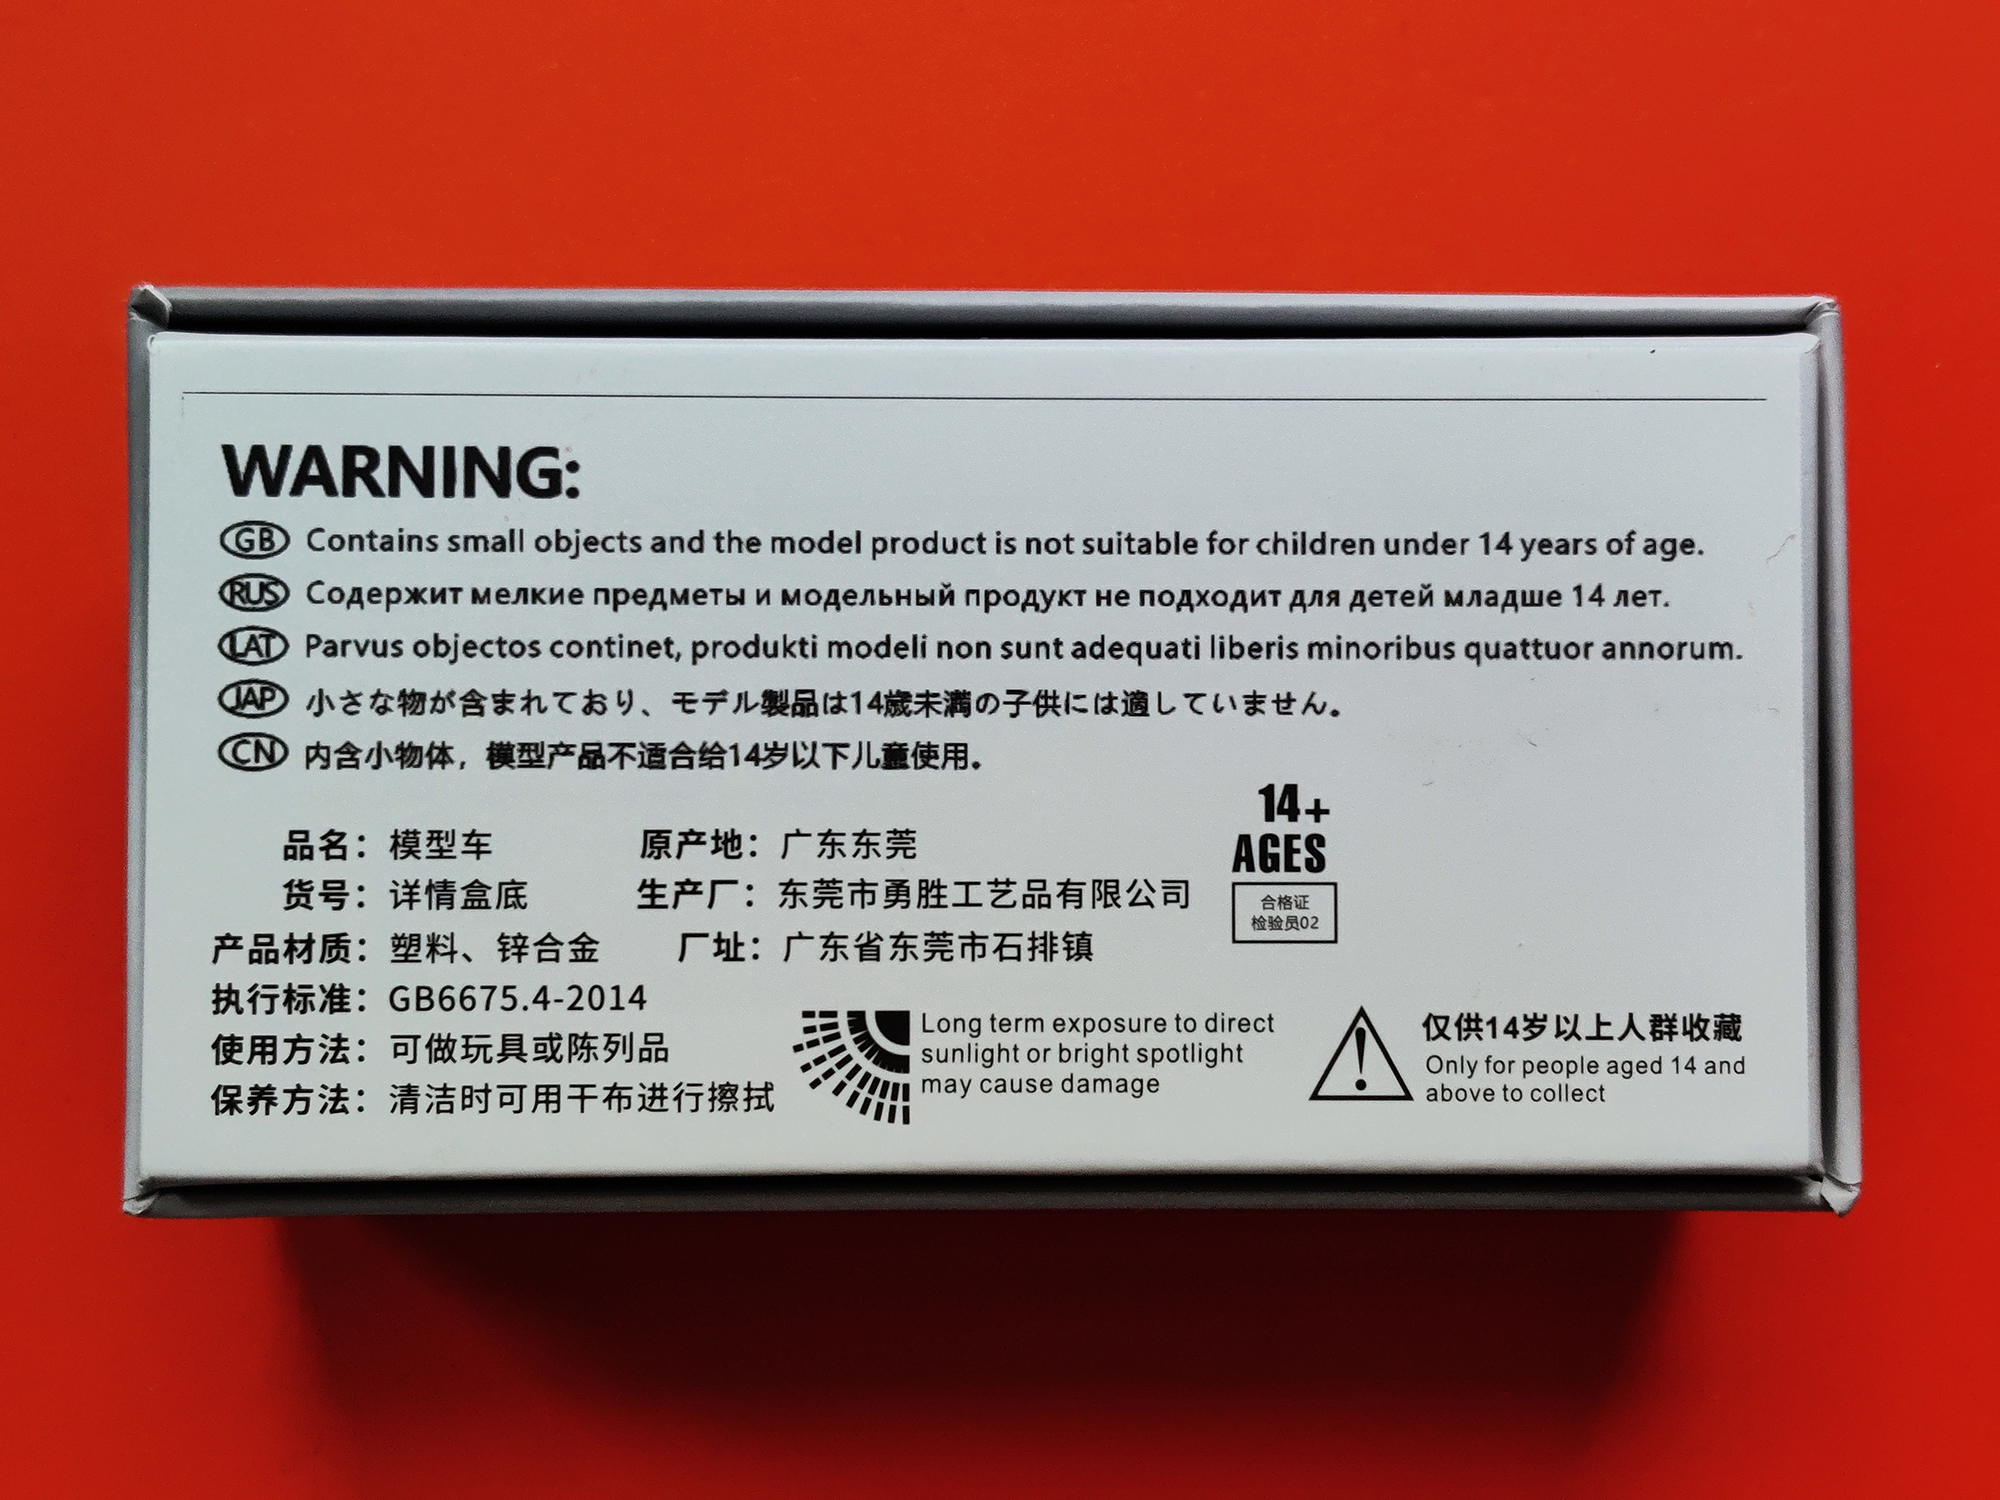 WARNING:
GB Contains small objects and the model product is not suitable for children under 14 years of age.
RUS Содержит мелкие предметы и модельный продукт не подходит для детей младше 14 лет.
LAT Parvus objectos continet, produkti modeli non sunt adequati liberis minoribus quattuor annorum.
JAP 小さな物が含まれており、モデル製品は14歳未満の子供には適していません。
CN 内含小物体，模型产品不适合给14岁以下儿童使用。
14+
AGES
合格证
检验员02
品名：模型车 原产地：广东东莞
货号：详情盒底 生产厂：东莞市勇胜工艺品有限公司
产品材质：塑料、锌合金 厂址：广东省东莞市石排镇
执行标准：GB6675.4-2014
使用方法：可做玩具或陈列品
保养方法：清洁时可用干布进行擦拭
Long term exposure to direct
sunlight or bright spotlight
may cause damage
仅供14岁以上人群收藏
Only for people aged 14 and
above to collect